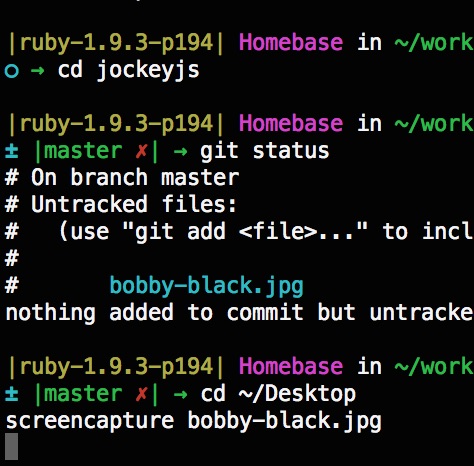 |ruby-1.9.3-p194| Homebase in ~/work
○ → cd jockeyjs
|ruby-1.9.3-p194| Homebase in ~/work
± |master ✗| → git status
# On branch master
# Untracked files:
#   (use "git add <file>..." to incl
#
#       bobby-black.jpg
nothing added to commit but untracke
|ruby-1.9.3-p194| Homebase in ~/work
± |master ✗| → cd ~/Desktop
screencapture bobby-black.jpg